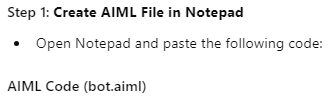 Step 1: Create AIML File in Notepad
• Open Notepad and paste the following code:
AIML Code (bot.aiml)